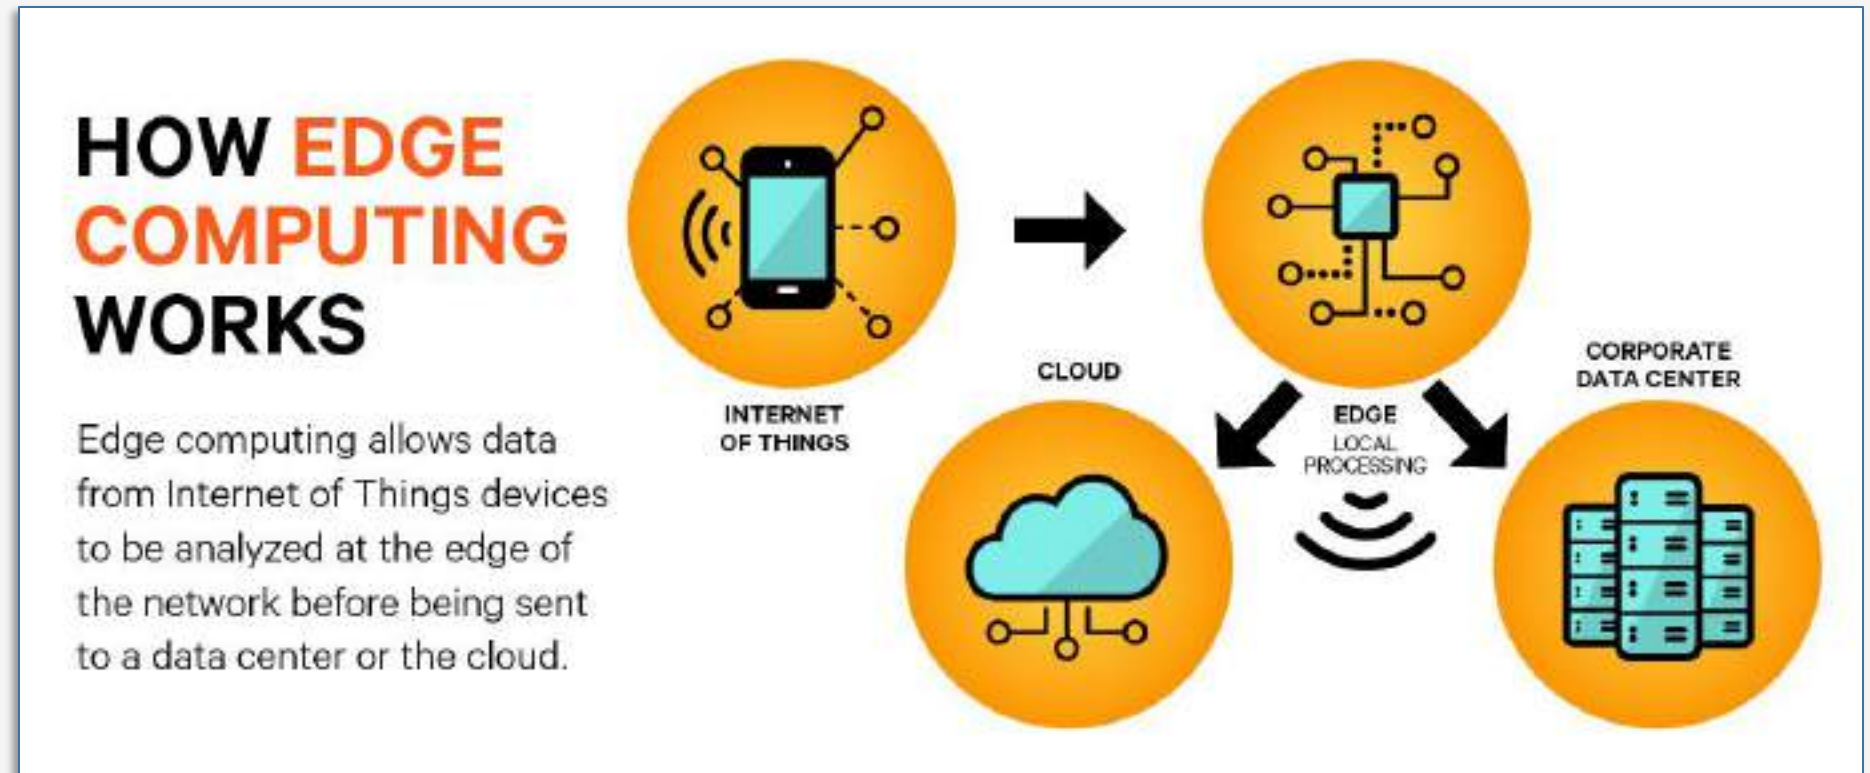 HOW EDGE
COMPUTING
WORKS
Edge computing allows data
from Internet of Things devices
to be analyzed at the edge of
the network before being sent
to a data center or the cloud.
INTERNET
OF THINGS
CLOUD
EDGE
LOCAL
PROCESSING
CORPORATE
DATA CENTER